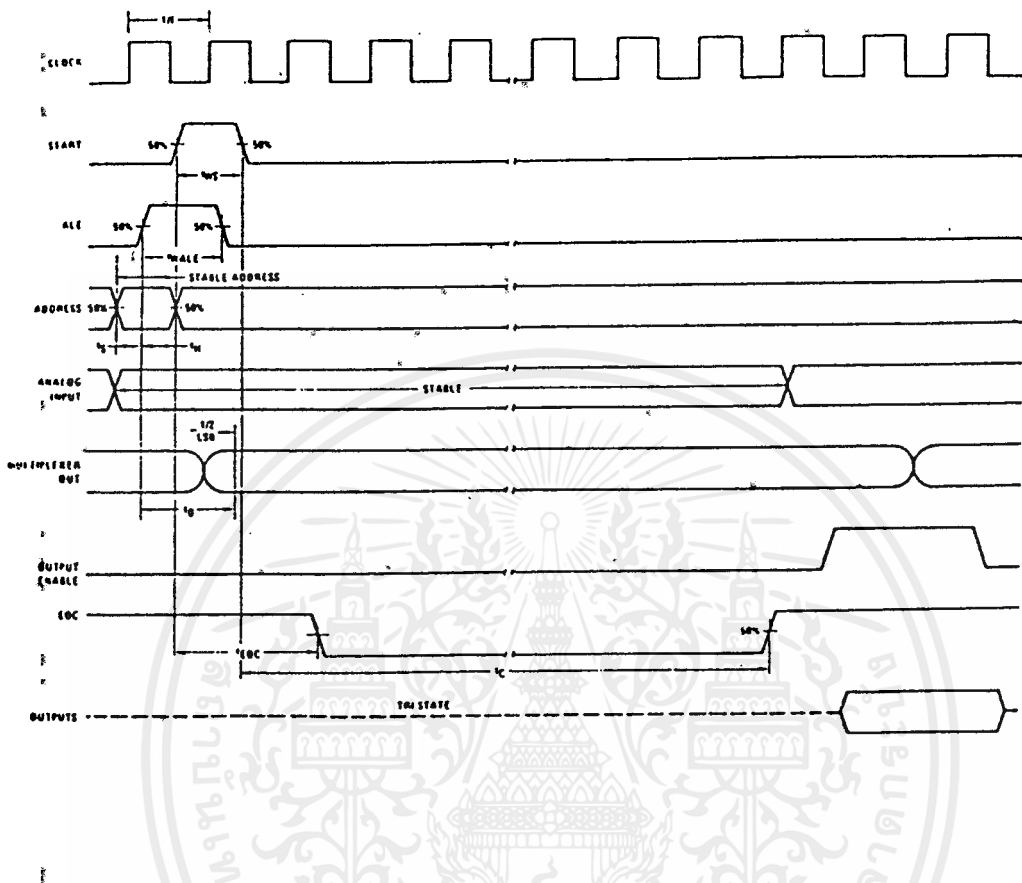 1/f
CLOCK
START
50%
50%
tWS
ALE
50%
50%
tWALE
STABLE ADDRESS
ADDRESS
50%
50%
tS
tH
ANALOG
INPUT
STABLE
1/2
LSB
MULTIPLEXER
OUT
tD
OUTPUT
ENABLE
EOC
50%
tEOC
tC
TRI STATE
OUTPUTS